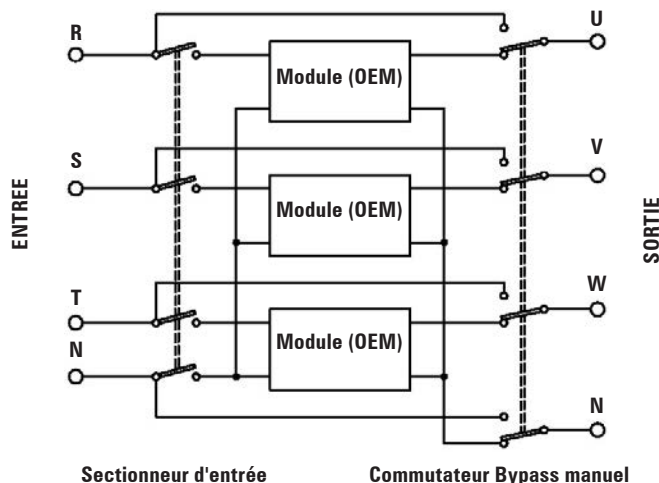 R
U
Module (OEM)
S
V
ENTREE
Module (OEM)
SORTIE
T
W
N
Module (OEM)
N
Sectionneur d'entrée
Commutateur Bypass manuel